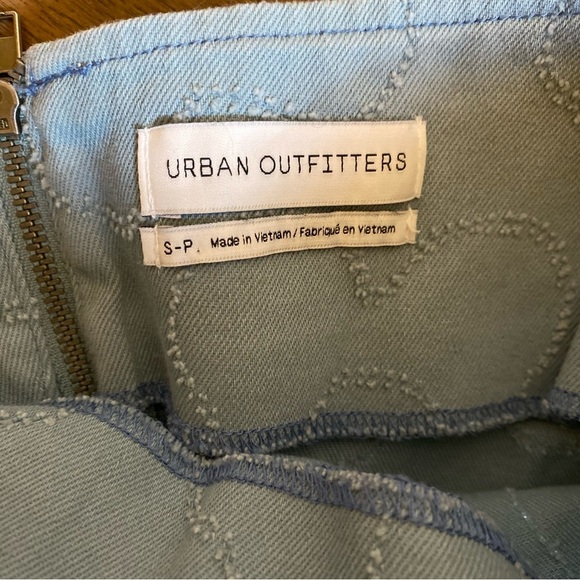 URBAN OUTFITTERS
S-P. Made in Vietnam / Fabriqué en Vietnam